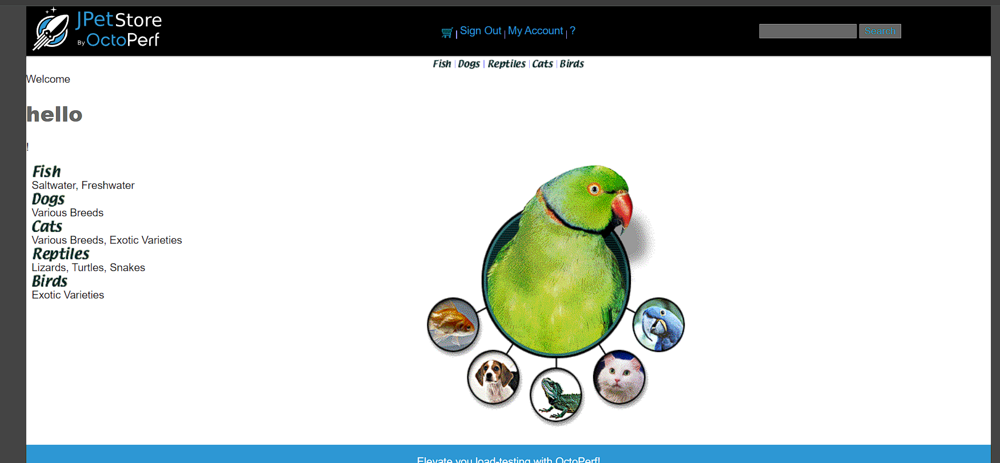 JPetStore
By OctoPerf
| Sign Out | My Account | ?
Search
Fish | Dogs | Reptiles | Cats | Birds
Welcome
hello
!
Fish
Saltwater, Freshwater
Dogs
Various Breeds
Cats
Various Breeds, Exotic Varieties
Reptiles
Lizards, Turtles, Snakes
Birds
Exotic Varieties
Elevate you load-testing with OctoPerf!